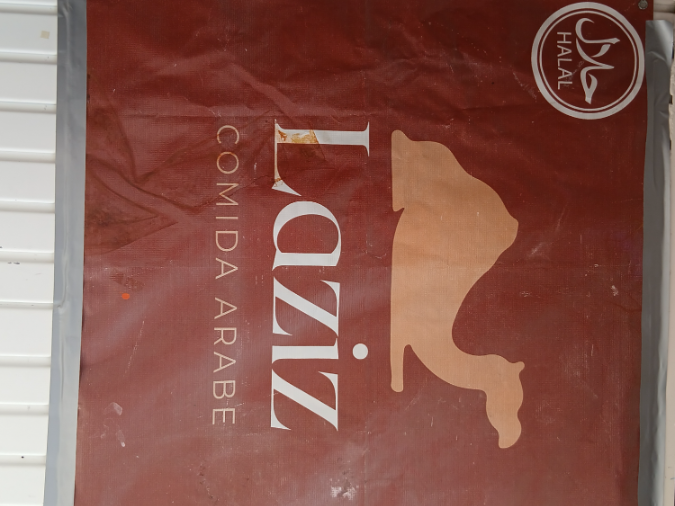 حلال
HALAL
Laziz
COMIDA ARABE